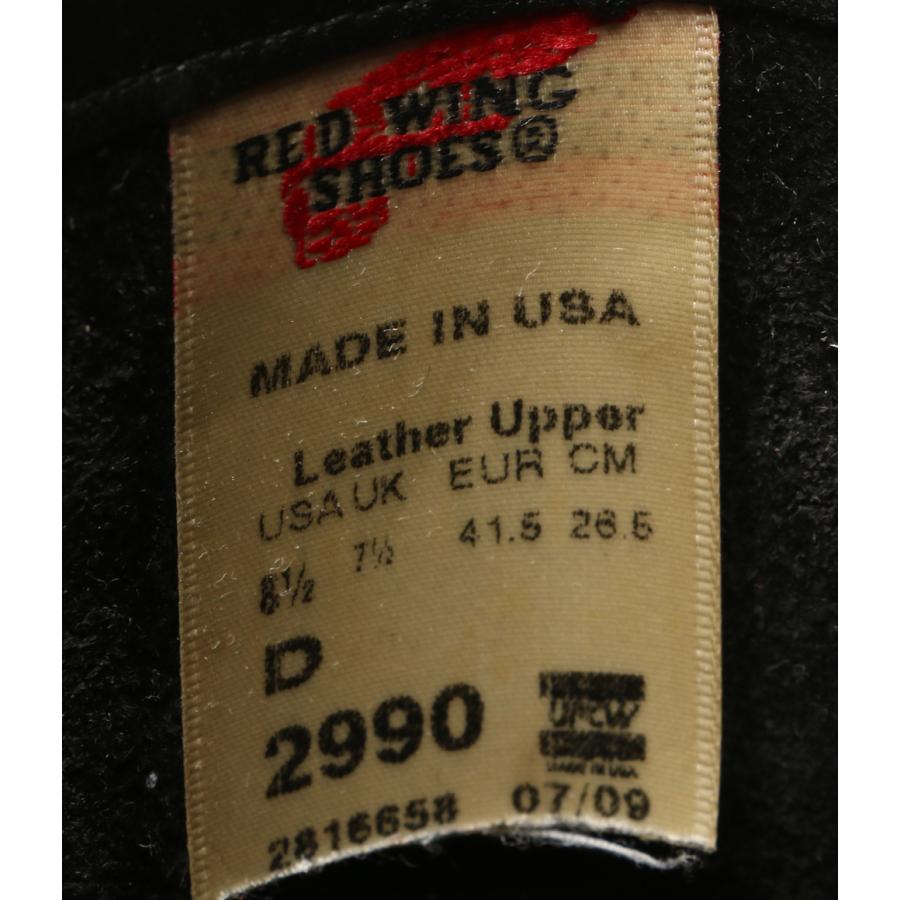 RED WING
SHOES®
MADE IN USA
Leather Upper
USA UK EUR CM
8½ 7½ 41.5 26.5
D
2990
UFCW
MADE IN USA
2816658 07/09